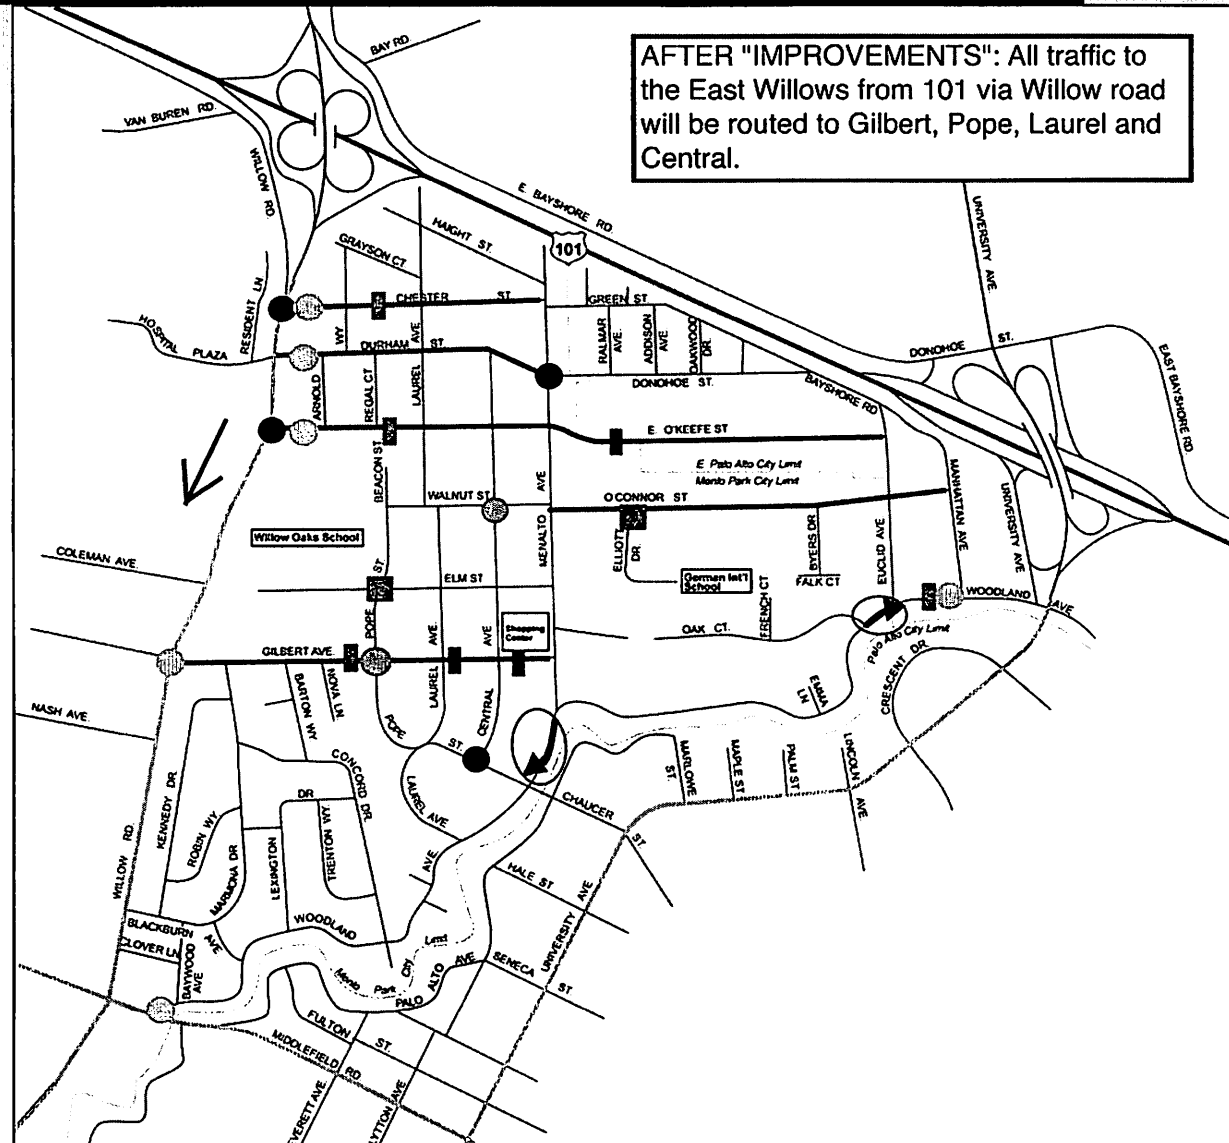 AFTER "IMPROVEMENTS": All traffic to
the East Willows from 101 via Willow road
will be routed to Gilbert, Pope, Laurel and
Central.
BAY RD.
VAN BUREN RD.
WILLOW RD.
E. BAYSHORE RD.
101
UNIVERSITY AVE.
HAIGHT ST.
GRAYSON CT.
RESIDENT LN
CHESTER ST.
GREEN ST
HOSPITAL PLAZA
WY
DURHAM ST
LAUREL AVE
RALMAR AVE.
ADDISON AVE
OAKWOOD DR.
DONOHOE ST.
EAST BAYSHORE RD.
ARNOLD
REGAL CT
DONOHOE ST.
BAYSHORE RD
E O'KEEFE ST
E Palo Alto City Limit
Menlo Park City Limit
BEACON ST
WALNUT ST
MENALTO AVE
O CONNOR ST
MANHATTAN AVE
UNIVERSITY AVE
Willow Oaks School
COLEMAN AVE.
ELLIOTT DR.
BYERS DR
EUCLID AVE
German Int'l
School
FALK CT
ELM ST
FRENCH CT
WOODLAND AVE
POPE ST
Shopping
Center
OAK CT.
Palo Alto City Limit
GILBERT AVE.
LAUREL AVE.
CENTRAL AVE
CRESCENT DR
NASH AVE.
BARTON WY
NOVA LN
EMMA LN
POPE ST.
CONCORD DR.
MARLOWE ST.
MAPLE ST
PALM ST
LINCOLN AVE
KENNEDY DR
DR
LAUREL AVE
CHAUCER ST
ROBIN WY
TRENTON WY.
WILLOW RD.
MARMONA DR
LEXINGTON
AVE.
HALE ST
UNIVERSITY AVE
BLACKBURN AVE
WOODLAND
CLOVER LN
BAYWOOD AVE
Menlo Park City Limit
PALO ALTO AVE
SENECA ST
FULTON ST.
MIDDLEFIELD RD
EVERETT AVE.
LYTTON AVE